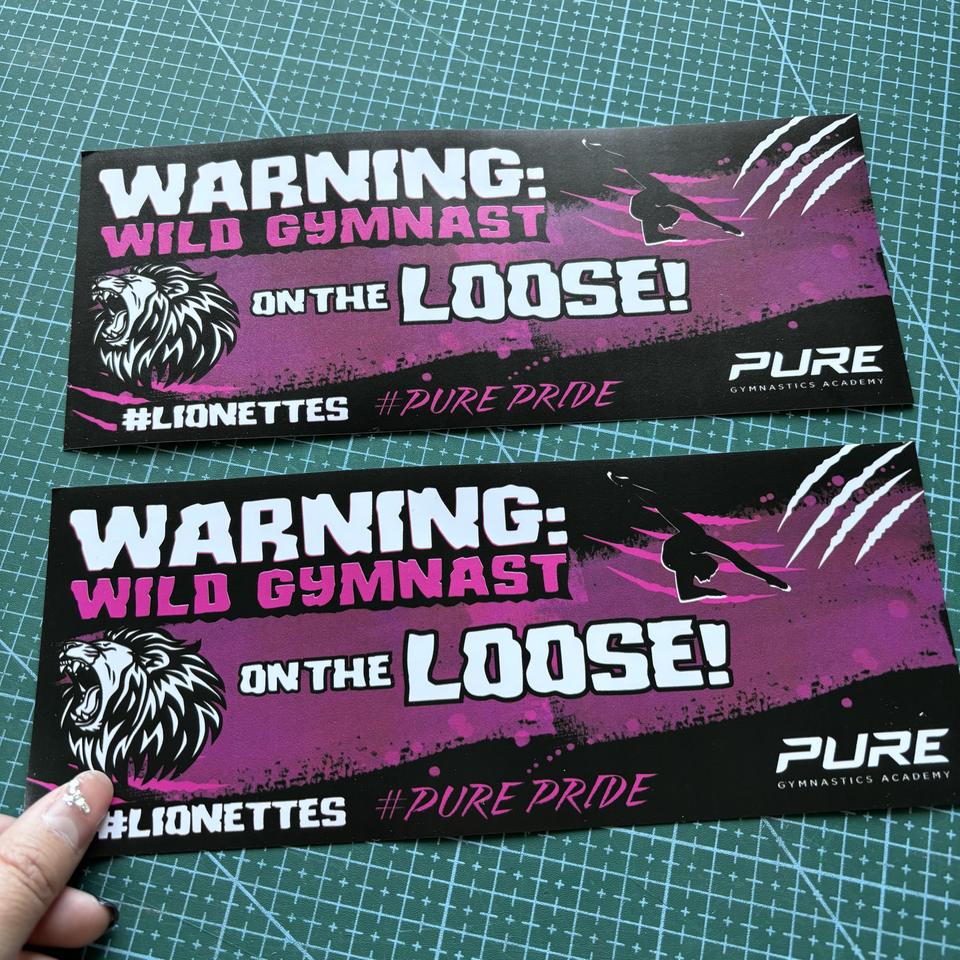 WARNING:
WILD GYMNAST
ON THE LOOSE!
#LIONETTES #PURE PRIDE
PURE
GYMNASTICS ACADEMY
WARNING:
WILD GYMNAST
ON THE LOOSE!
#LIONETTES #PURE PRIDE
PURE
GYMNASTICS ACADEMY